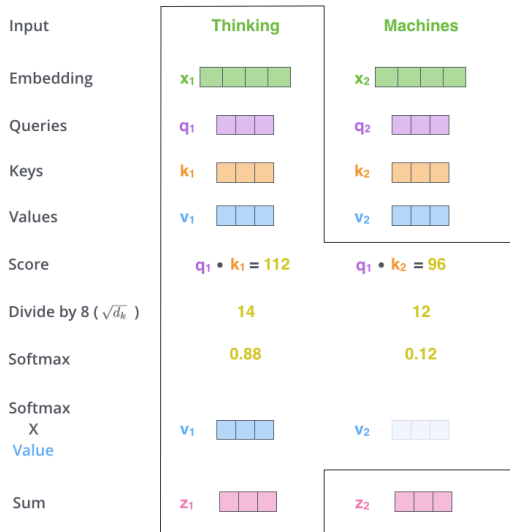 Input Thinking Machines
Embedding x₁ x₂
Queries q₁ q₂
Keys k₁ k₂
Values v₁ v₂
Score q₁ • k₁ = 112 q₁ • k₂ = 96
Divide by 8 ( √dₖ ) 14 12
Softmax 0.88 0.12
Softmax
X v₁ v₂
Value
Sum z₁ z₂